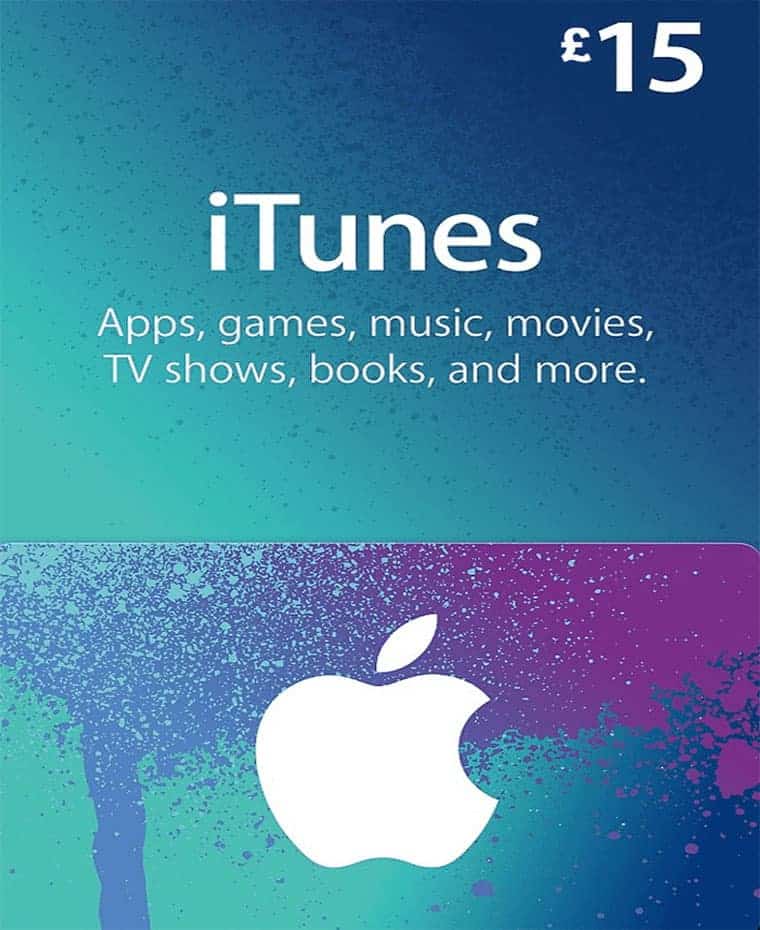 £15
iTunes
Apps, games, music, movies,
TV shows, books, and more.